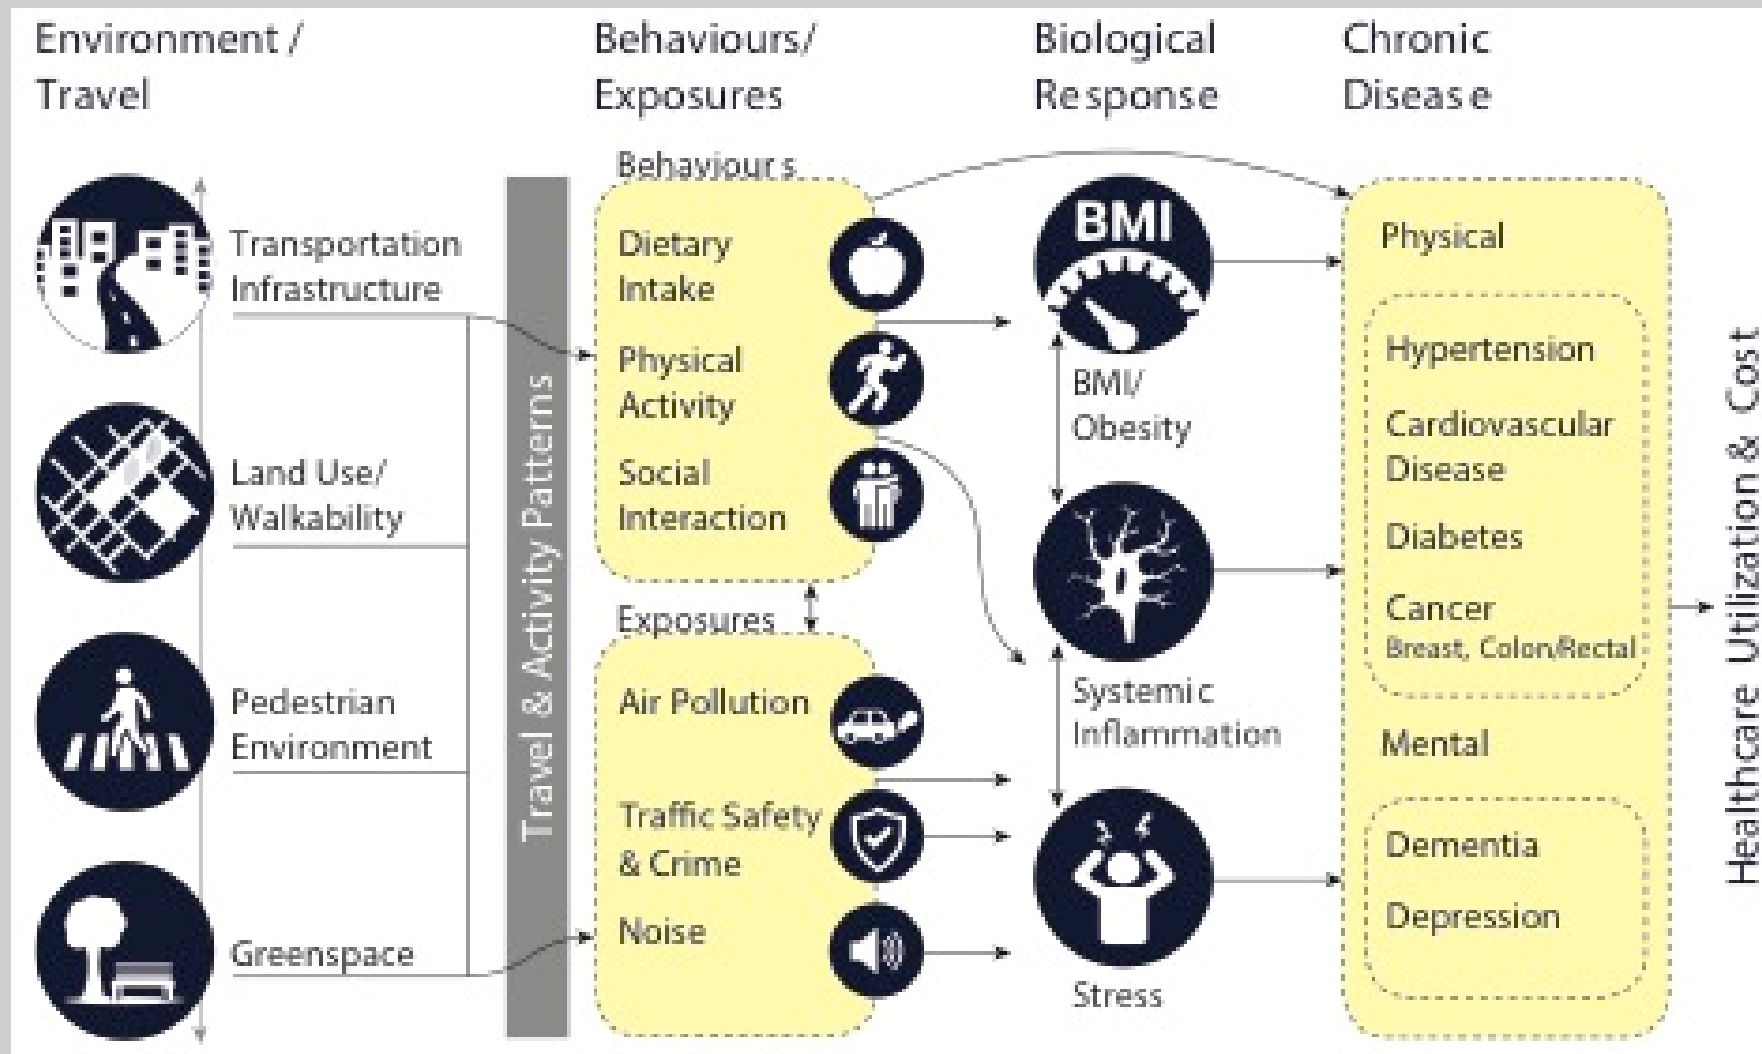 Environment /
Travel
Behaviours/
Exposures
Biological
Response
Chronic
Disease
Transportation
Infrastructure
Land Use/
Walkability
Pedestrian
Environment
Greenspace
Travel & Activity Patterns
Behaviours
Dietary
Intake
Physical
Activity
Social
Interaction
Exposures
Air Pollution
Traffic Safety
& Crime
Noise
BMI
BMI/
Obesity
Systemic
Inflammation
Stress
Physical
Hypertension
Cardiovascular
Disease
Diabetes
Cancer
Breast, Colon/Rectal
Mental
Dementia
Depression
Healthcare Utilization & Cost